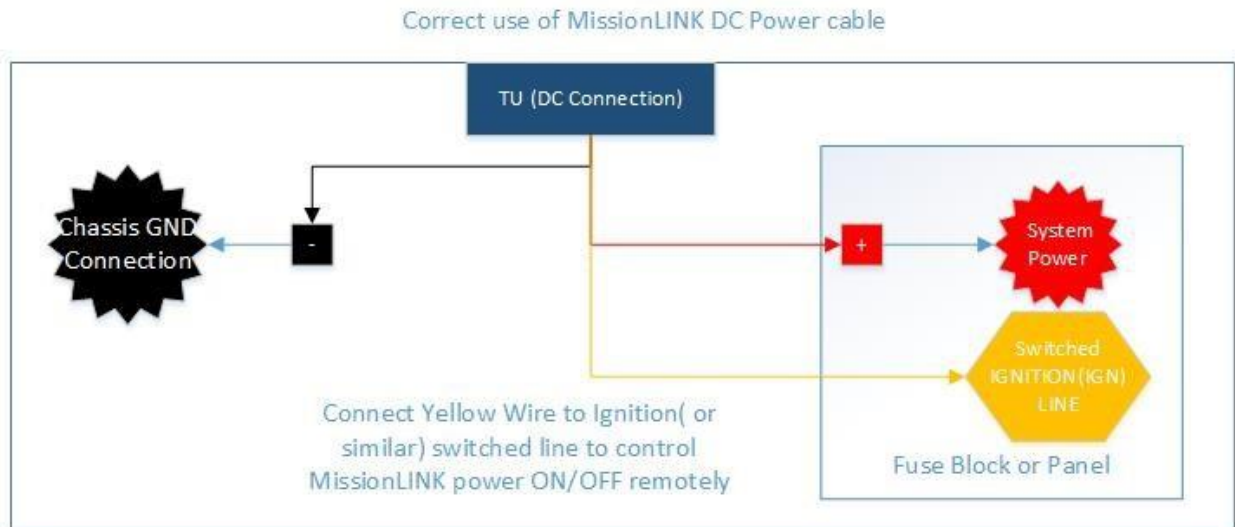 Correct use of MissionLINK DC Power cable
TU (DC Connection)
Chassis GND
Connection
-
+
System
Power
Switched
IGNITION(IGN)
LINE
Connect Yellow Wire to Ignition( or
similar) switched line to control
MissionLINK power ON/OFF remotely
Fuse Block or Panel